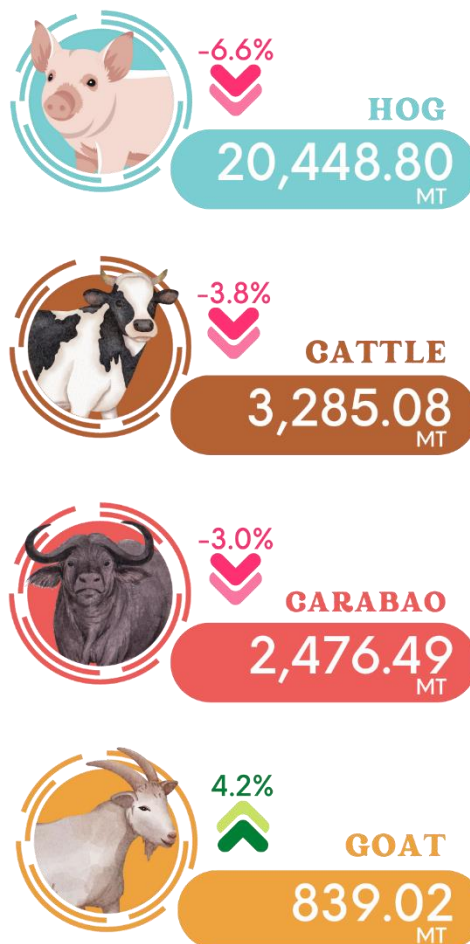 -6.6%
HOG
20,448.80
MT
-3.8%
CATTLE
3,285.08
MT
-3.0%
CARABAO
2,476.49
MT
4.2%
GOAT
839.02
MT